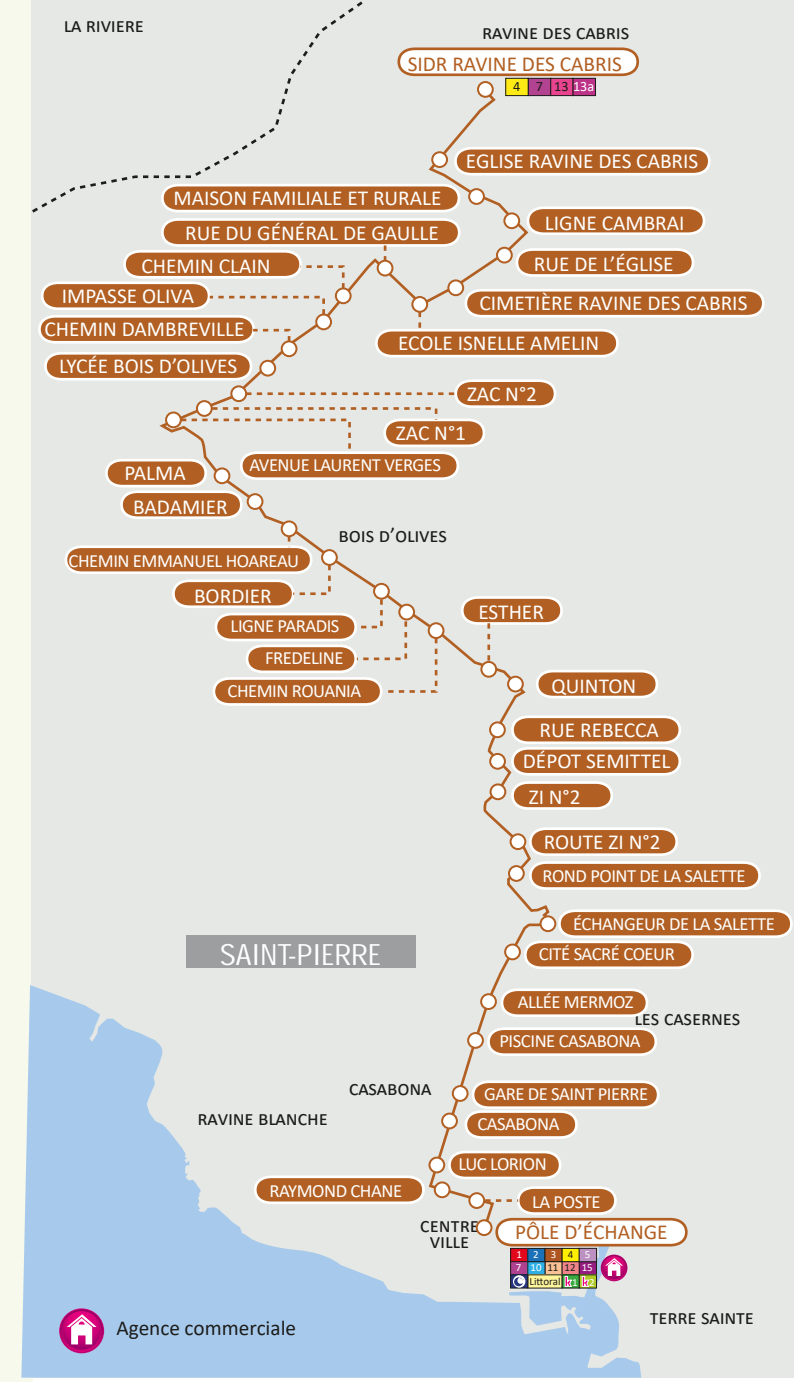 LA RIVIERE
RAVINE DES CABRIS
SIDR RAVINE DES CABRIS
4 7 13 13a
EGLISE RAVINE DES CABRIS
MAISON FAMILIALE ET RURALE
LIGNE CAMBRAI
RUE DU GÉNÉRAL DE GAULLE
RUE DE L'ÉGLISE
CHEMIN CLAIN
IMPASSE OLIVA
CIMETIÈRE RAVINE DES CABRIS
CHEMIN DAMBREVILLE
ECOLE ISNELLE AMELIN
LYCÉE BOIS D'OLIVES
ZAC N°2
ZAC N°1
AVENUE LAURENT VERGES
PALMA
BADAMIER
BOIS D'OLIVES
CHEMIN EMMANUEL HOAREAU
BORDIER
ESTHER
LIGNE PARADIS
FREDELINE
CHEMIN ROUANIA
QUINTON
RUE REBECCA
DÉPOT SEMITTEL
ZI N°2
ROUTE ZI N°2
ROND POINT DE LA SALETTE
ÉCHANGEUR DE LA SALETTE
SAINT-PIERRE
CITÉ SACRÉ COEUR
ALLÉE MERMOZ
LES CASERNES
PISCINE CASABONA
CASABONA
GARE DE SAINT PIERRE
RAVINE BLANCHE
CASABONA
LUC LORION
RAYMOND CHANE
LA POSTE
CENTRE
VILLE
PÔLE D'ÉCHANGE
1 2 3 4 5
7 10 11 12 15
Littoral k1 k2
TERRE SAINTE
Agence commerciale